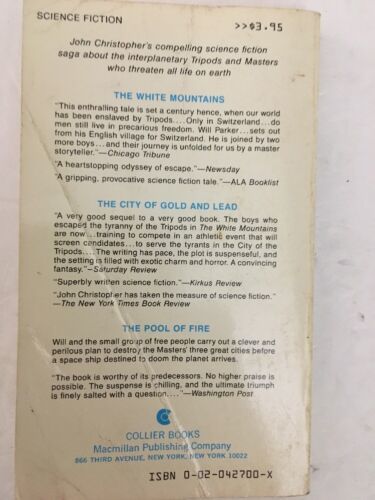 SCIENCE FICTION
>>$3.95
John Christopher's compelling science fiction
saga about the interplanetary Tripods and Masters
who threaten all life on earth
THE WHITE MOUNTAINS
"This enthralling tale is set a century hence, when our world
has been enslaved by Tripods....Only in Switzerland...do
men still live in precarious freedom. Will Parker...sets out
from his English village for Switzerland. He is joined by two
more boys...and their journey is unfolded for us by a master
storyteller."—Chicago Tribune
"A heartstopping odyssey of escape."—Newsday
"A gripping, provocative science fiction tale."—ALA Booklist
THE CITY OF GOLD AND LEAD
"A very good sequel to a very good book. The boys who
escaped the tyranny of the Tripods in The White Mountains
are now...training to compete in an athletic event that will
screen candidates...to serve the tyrants in the City of the
Tripods....The writing has pace, the plot is suspenseful, and
the setting is filled with exotic charm and horror. A convincing
fantasy."—Saturday Review
"Superbly written science fiction."—Kirkus Review
"John Christopher has taken the measure of science fiction."
—The New York Times Book Review
THE POOL OF FIRE
Will and the small group of free people carry out a clever and
perilous plan to destroy the Masters' three great cities before
a space ship destined to doom the planet arrives.
"The book is worthy of its predecessors. No higher praise is
possible. The suspense is chilling, and the ultimate triumph
is finely salted with a question...."—Washington Post
COLLIER BOOKS
Macmillan Publishing Company
866 THIRD AVENUE, NEW YORK, NEW YORK 10022
ISBN 0-02-042700-X